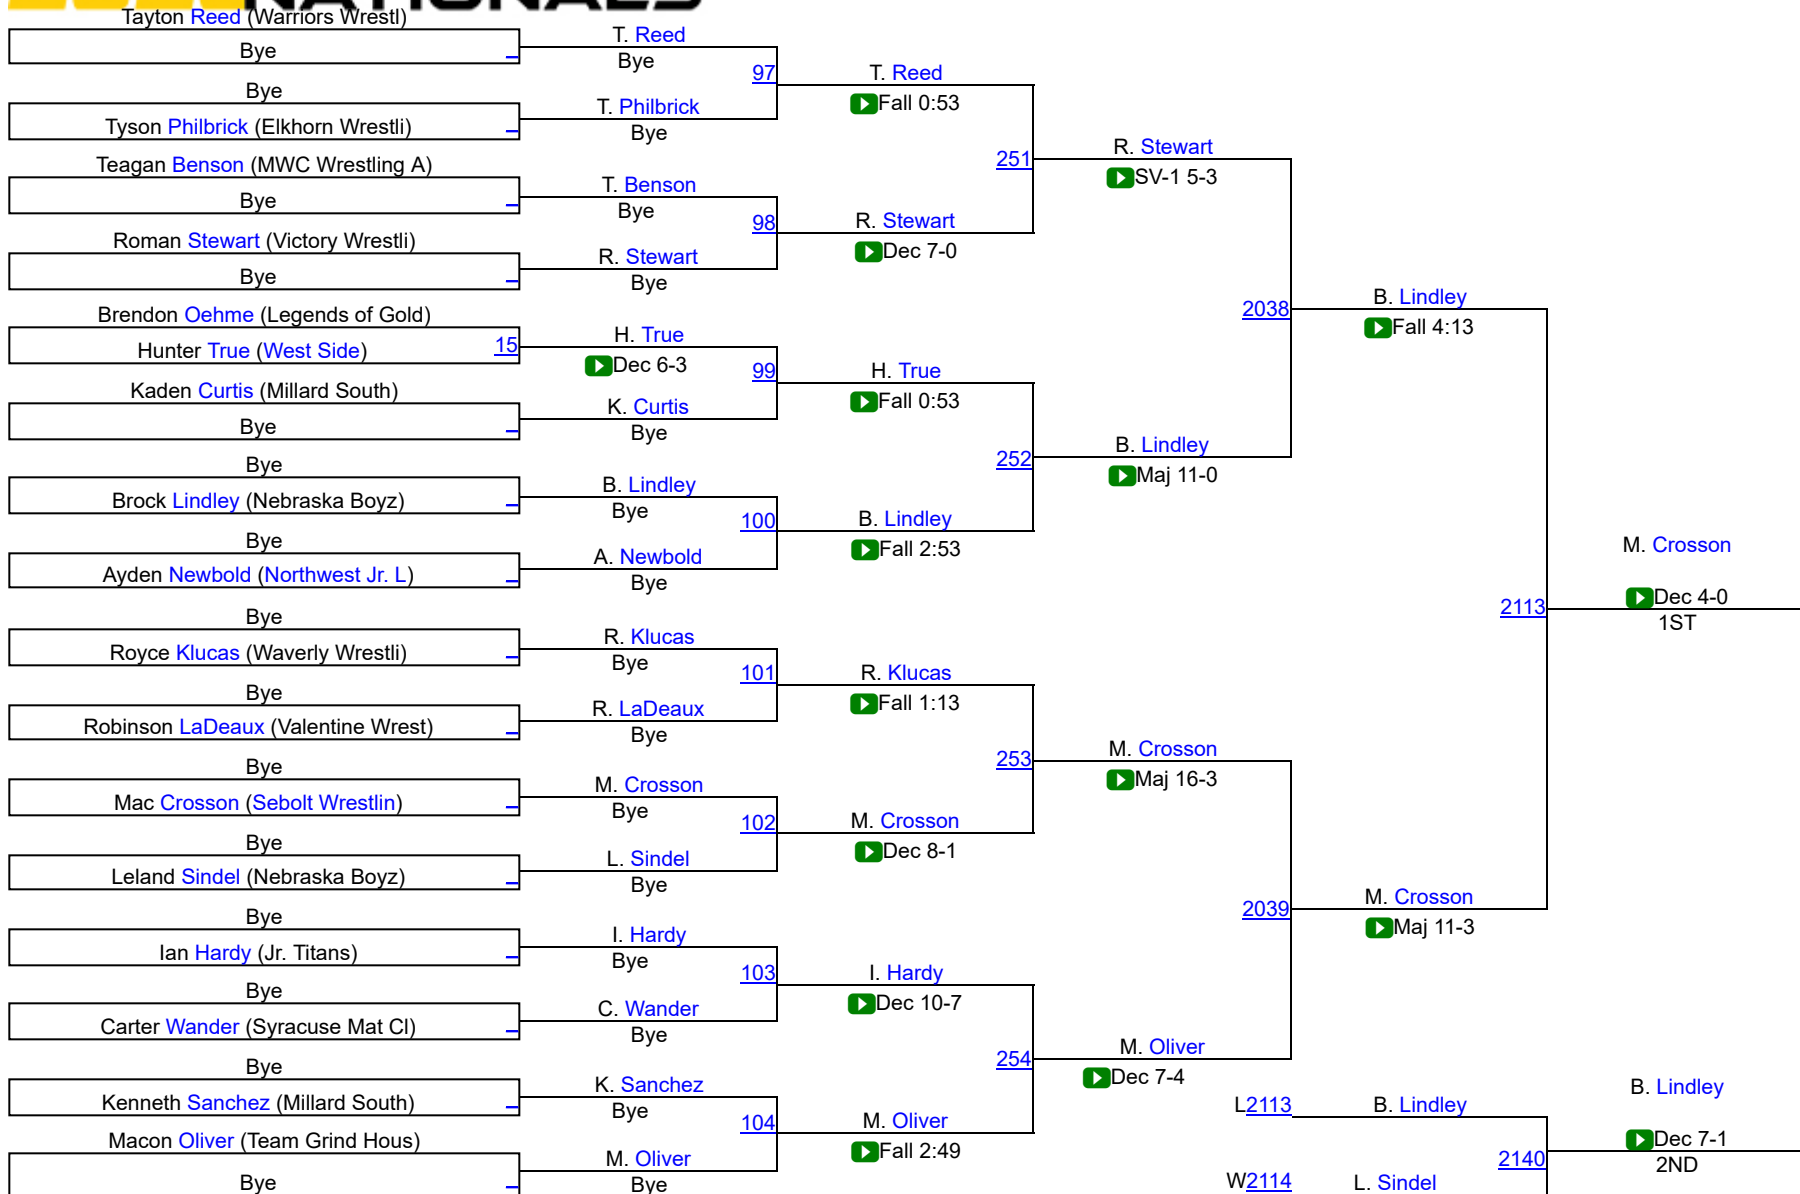 NATIONALS
Tayton Reed (Warriors Wrestl)
Bye
Bye
Tyson Philbrick (Elkhorn Wrestli)
Teagan Benson (MWC Wrestling A)
Bye
Roman Stewart (Victory Wrestli)
Bye
Brendon Oehme (Legends of Gold)
Hunter True (West Side) 15
Kaden Curtis (Millard South)
Bye
Bye
Brock Lindley (Nebraska Boyz)
Bye
Ayden Newbold (Northwest Jr. L)
Bye
Royce Klucas (Waverly Wrestli)
Bye
Robinson LaDeaux (Valentine Wrest)
Bye
Mac Crosson (Sebolt Wrestlin)
Bye
Leland Sindel (Nebraska Boyz)
Bye
Ian Hardy (Jr. Titans)
Bye
Carter Wander (Syracuse Mat Cl)
Bye
Kenneth Sanchez (Millard South)
Macon Oliver (Team Grind Hous)
Bye
T. Reed
Bye
97
T. Philbrick
Bye
T. Benson
Bye
98
R. Stewart
Bye
H. True
Dec 6-3
99
K. Curtis
Bye
B. Lindley
Bye
100
A. Newbold
Bye
R. Klucas
Bye
101
R. LaDeaux
Bye
M. Crosson
Bye
102
L. Sindel
Bye
I. Hardy
Bye
103
C. Wander
Bye
K. Sanchez
Bye
104
M. Oliver
Bye
T. Reed
Fall 0:53
251
R. Stewart
Dec 7-0
H. True
Fall 0:53
252
B. Lindley
Fall 2:53
R. Klucas
Fall 1:13
253
M. Crosson
Dec 8-1
I. Hardy
Dec 10-7
254
M. Oliver
Fall 2:49
R. Stewart
SV-1 5-3
2038
B. Lindley
Maj 11-0
M. Crosson
Maj 16-3
2039
M. Oliver
Dec 7-4
B. Lindley
Fall 4:13
2113
M. Crosson
Maj 11-3
M. Crosson
Dec 4-0
1ST
L2113 B. Lindley
2140
W2114 L. Sindel
B. Lindley
Dec 7-1
2ND